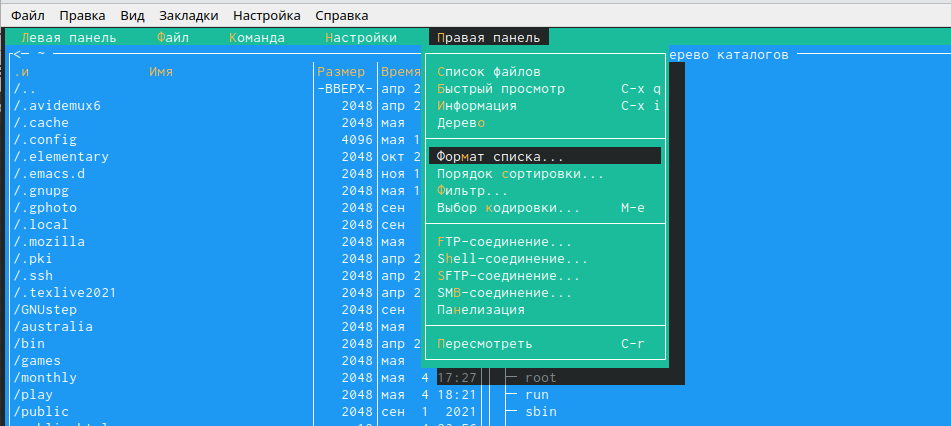 Файл Правка Вид Закладки Настройка Справка
Левая панель Файл Команда Настройки Правая панель
<─ ~ ерево каталогов
.и Имя Размер Время Список файлов
/.. -ВВЕРХ- апр 2 Быстрый просмотр C-x q
/.avidemux6 2048 апр 2 Информация C-x i
/.cache 2048 мая Дерево
/.config 4096 мая 1
/.elementary 2048 окт 2 Формат списка...
/.emacs.d 2048 ноя 1 Порядок сортировки...
/.gnupg 2048 мая 1 Фильтр...
/.gphoto 2048 сен Выбор кодировки... M-e
/.local 2048 сен
/.mozilla 2048 мая FTP-соединение...
/.pki 2048 апр 2 Shell-соединение...
/.ssh 2048 апр 2 SFTP-соединение...
/.texlive2021 2048 апр 2 SMB-соединение...
/GNUstep 2048 сен Панелизация
/australia 2048 мая
/bin 2048 апр 2 Пересмотреть C-r
/games 2048 мая
/monthly 2048 мая 4 17:27 root
/play 2048 мая 4 18:21 run
/public 2048 сен 1 2021 sbin